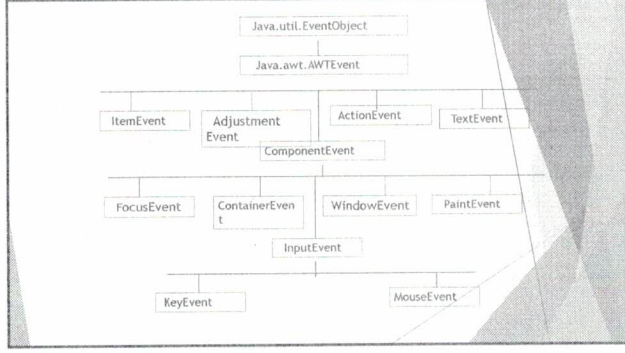 Java.util.EventObject
Java.awt.AWTEvent
ItemEvent
Adjustment
Event
ActionEvent
TextEvent
ComponentEvent
FocusEvent
ContainerEven
t
WindowEvent
PaintEvent
InputEvent
KeyEvent
MouseEvent